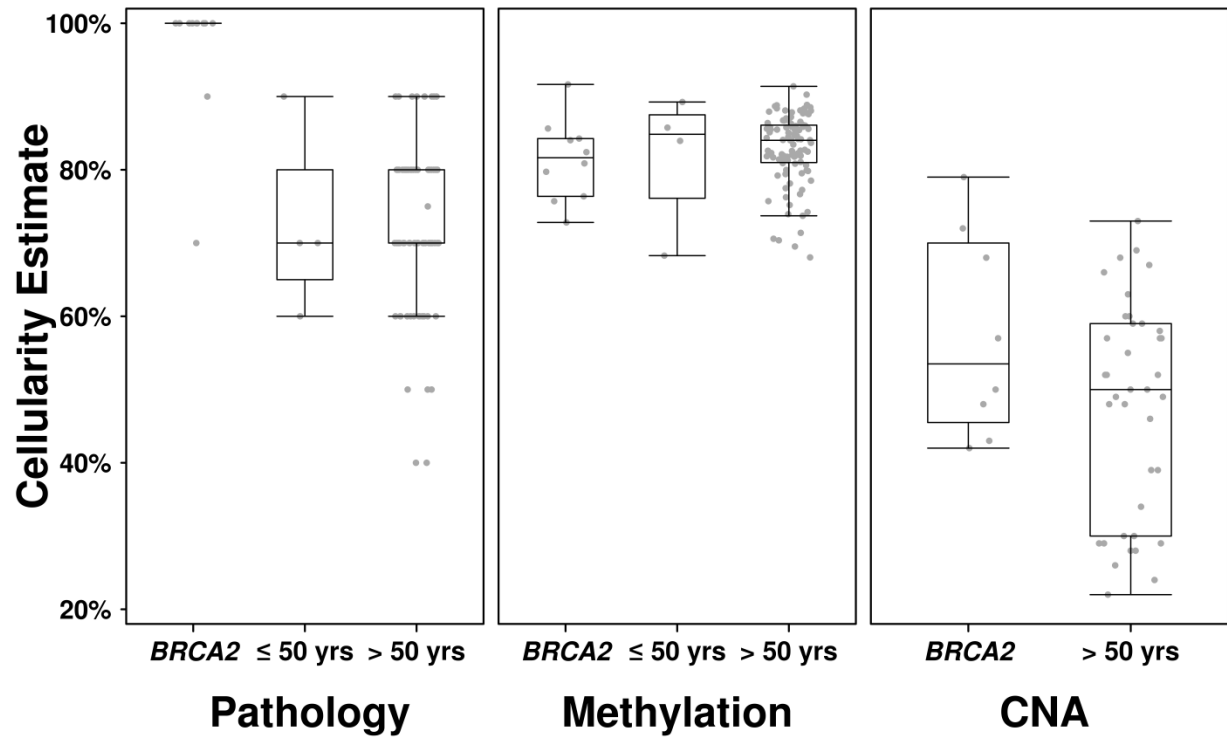 Cellularity Estimate
100%
80%
60%
40%
20%
BRCA2 ≤ 50 yrs > 50 yrs
BRCA2 ≤ 50 yrs > 50 yrs
BRCA2 > 50 yrs
Pathology
Methylation
CNA